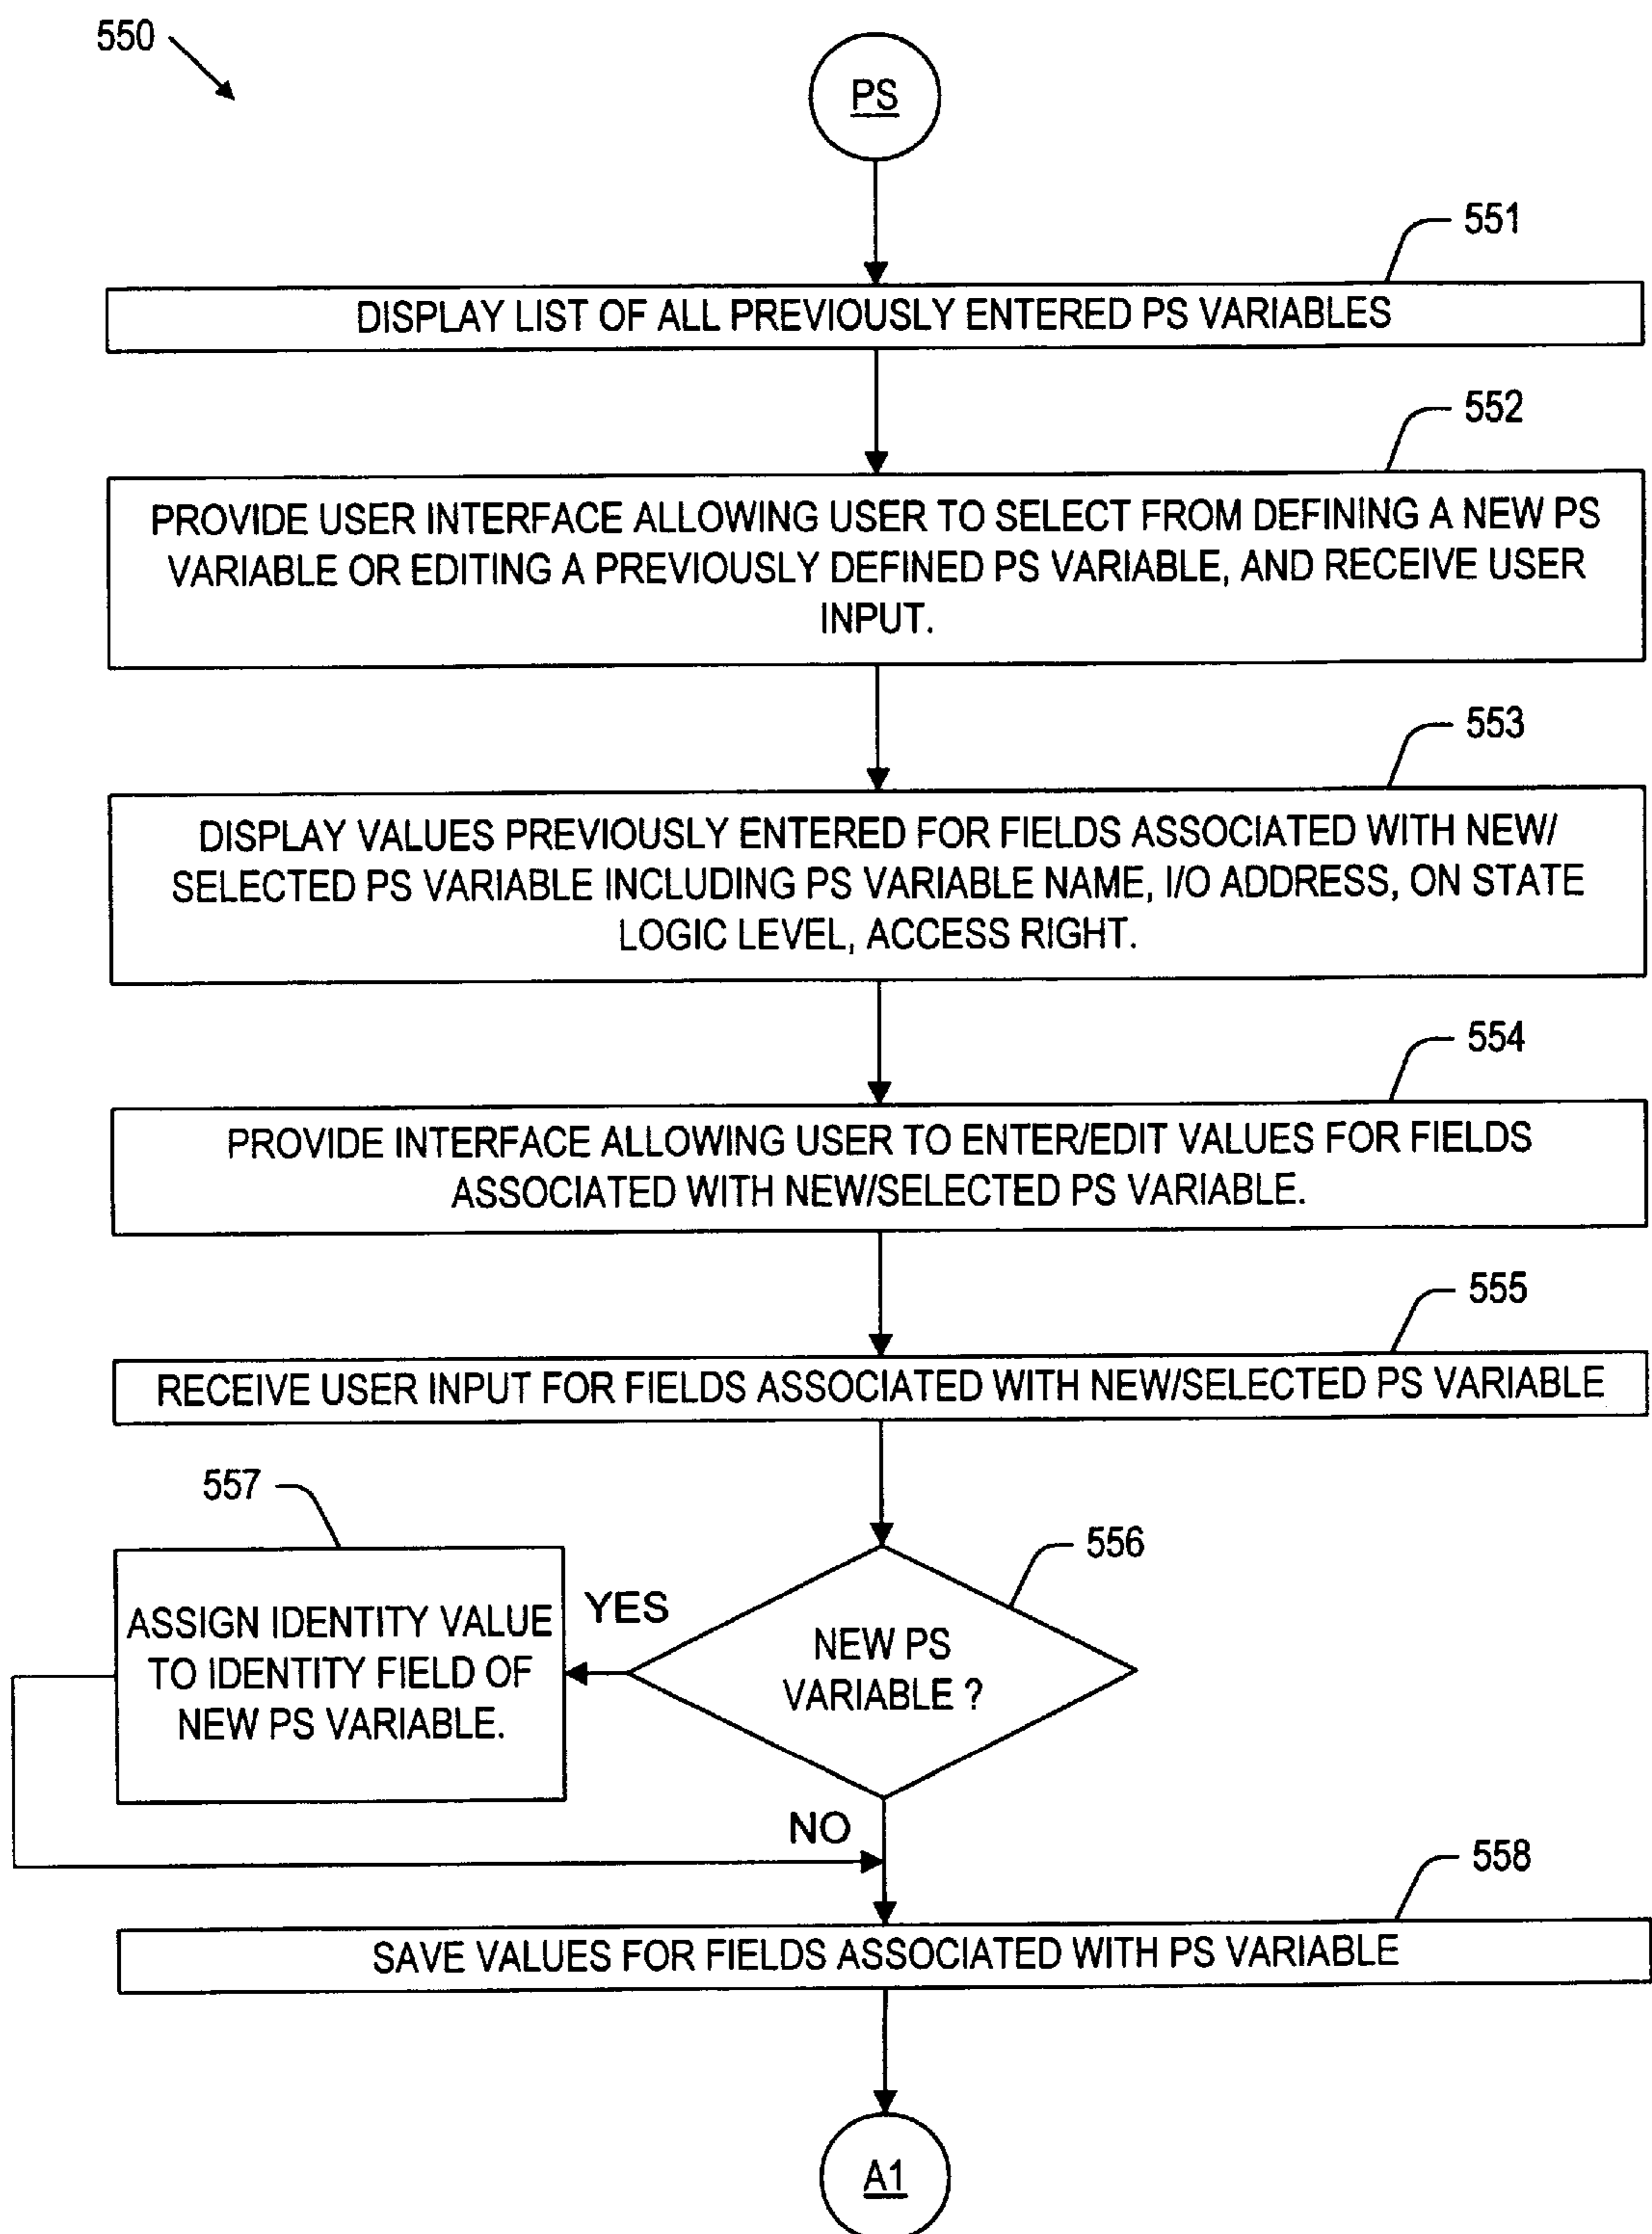 550
PS
551
DISPLAY LIST OF ALL PREVIOUSLY ENTERED PS VARIABLES
552
PROVIDE USER INTERFACE ALLOWING USER TO SELECT FROM DEFINING A NEW PS
VARIABLE OR EDITING A PREVIOUSLY DEFINED PS VARIABLE, AND RECEIVE USER
INPUT.
553
DISPLAY VALUES PREVIOUSLY ENTERED FOR FIELDS ASSOCIATED WITH NEW/
SELECTED PS VARIABLE INCLUDING PS VARIABLE NAME, I/O ADDRESS, ON STATE
LOGIC LEVEL, ACCESS RIGHT.
554
PROVIDE INTERFACE ALLOWING USER TO ENTER/EDIT VALUES FOR FIELDS
ASSOCIATED WITH NEW/SELECTED PS VARIABLE.
555
RECEIVE USER INPUT FOR FIELDS ASSOCIATED WITH NEW/SELECTED PS VARIABLE
556
NEW PS
VARIABLE ?
YES
557
ASSIGN IDENTITY VALUE
TO IDENTITY FIELD OF
NEW PS VARIABLE.
NO
558
SAVE VALUES FOR FIELDS ASSOCIATED WITH PS VARIABLE
A1